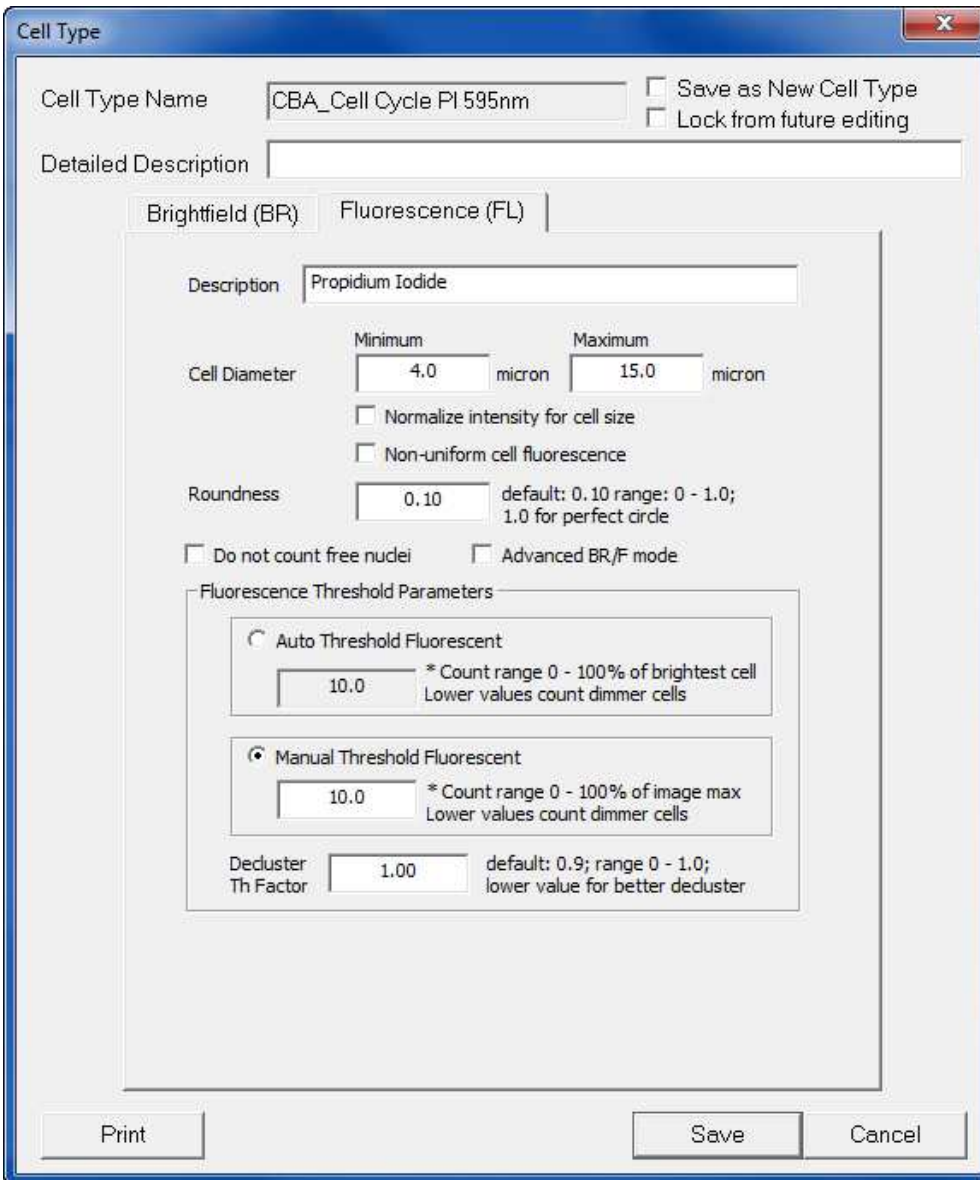 Cell Type
Cell Type Name CBA_Cell Cycle PI 595nm Save as New Cell Type
Lock from future editing
Detailed Description
Brightfield (BR) Fluorescence (FL)
Description Propidium Iodide
Minimum Maximum
Cell Diameter 4.0 micron 15.0 micron
Normalize intensity for cell size
Non-uniform cell fluorescence
Roundness 0.10 default: 0.10 range: 0 - 1.0;
1.0 for perfect circle
Do not count free nuclei Advanced BR/F mode
Fluorescence Threshold Parameters
Auto Threshold Fluorescent
10.0 * Count range 0 - 100% of brightest cell
Lower values count dimmer cells
Manual Threshold Fluorescent
10.0 * Count range 0 - 100% of image max
Lower values count dimmer cells
Decluster 1.00 default: 0.9; range 0 - 1.0;
Th Factor lower value for better decluster
Print Save Cancel